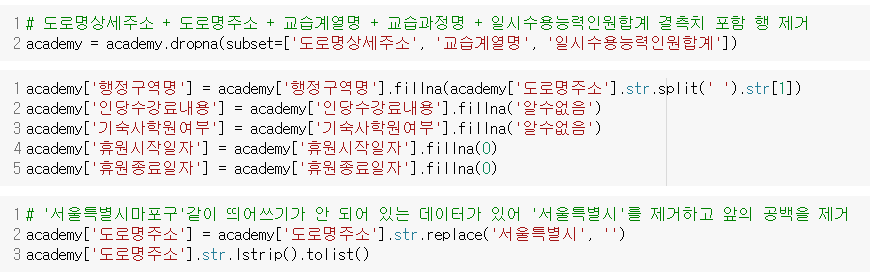 1 # 도로명상세주소 + 도로명주소 + 교습계열명 + 교습과정명 + 일시수용능력인원합계 결측치 포함 행 제거
2 academy = academy.dropna(subset=['도로명상세주소', '교습계열명', '일시수용능력인원합계'])
1 academy['행정구역명'] = academy['행정구역명'].fillna(academy['도로명주소'].str.split(' ').str[1])
2 academy['인당수강료내용'] = academy['인당수강료내용'].fillna('알수없음')
3 academy['기숙사학원여부'] = academy['기숙사학원여부'].fillna('알수없음')
4 academy['휴원시작일자'] = academy['휴원시작일자'].fillna(0)
5 academy['휴원종료일자'] = academy['휴원종료일자'].fillna(0)
1 # '서울특별시마포구'같이 띄어쓰기가 안 되어 있는 데이터가 있어 '서울특별시'를 제거하고 앞의 공백을 제거
2 academy['도로명주소'] = academy['도로명주소'].str.replace('서울특별시', '')
3 academy['도로명주소'].str.lstrip().tolist()